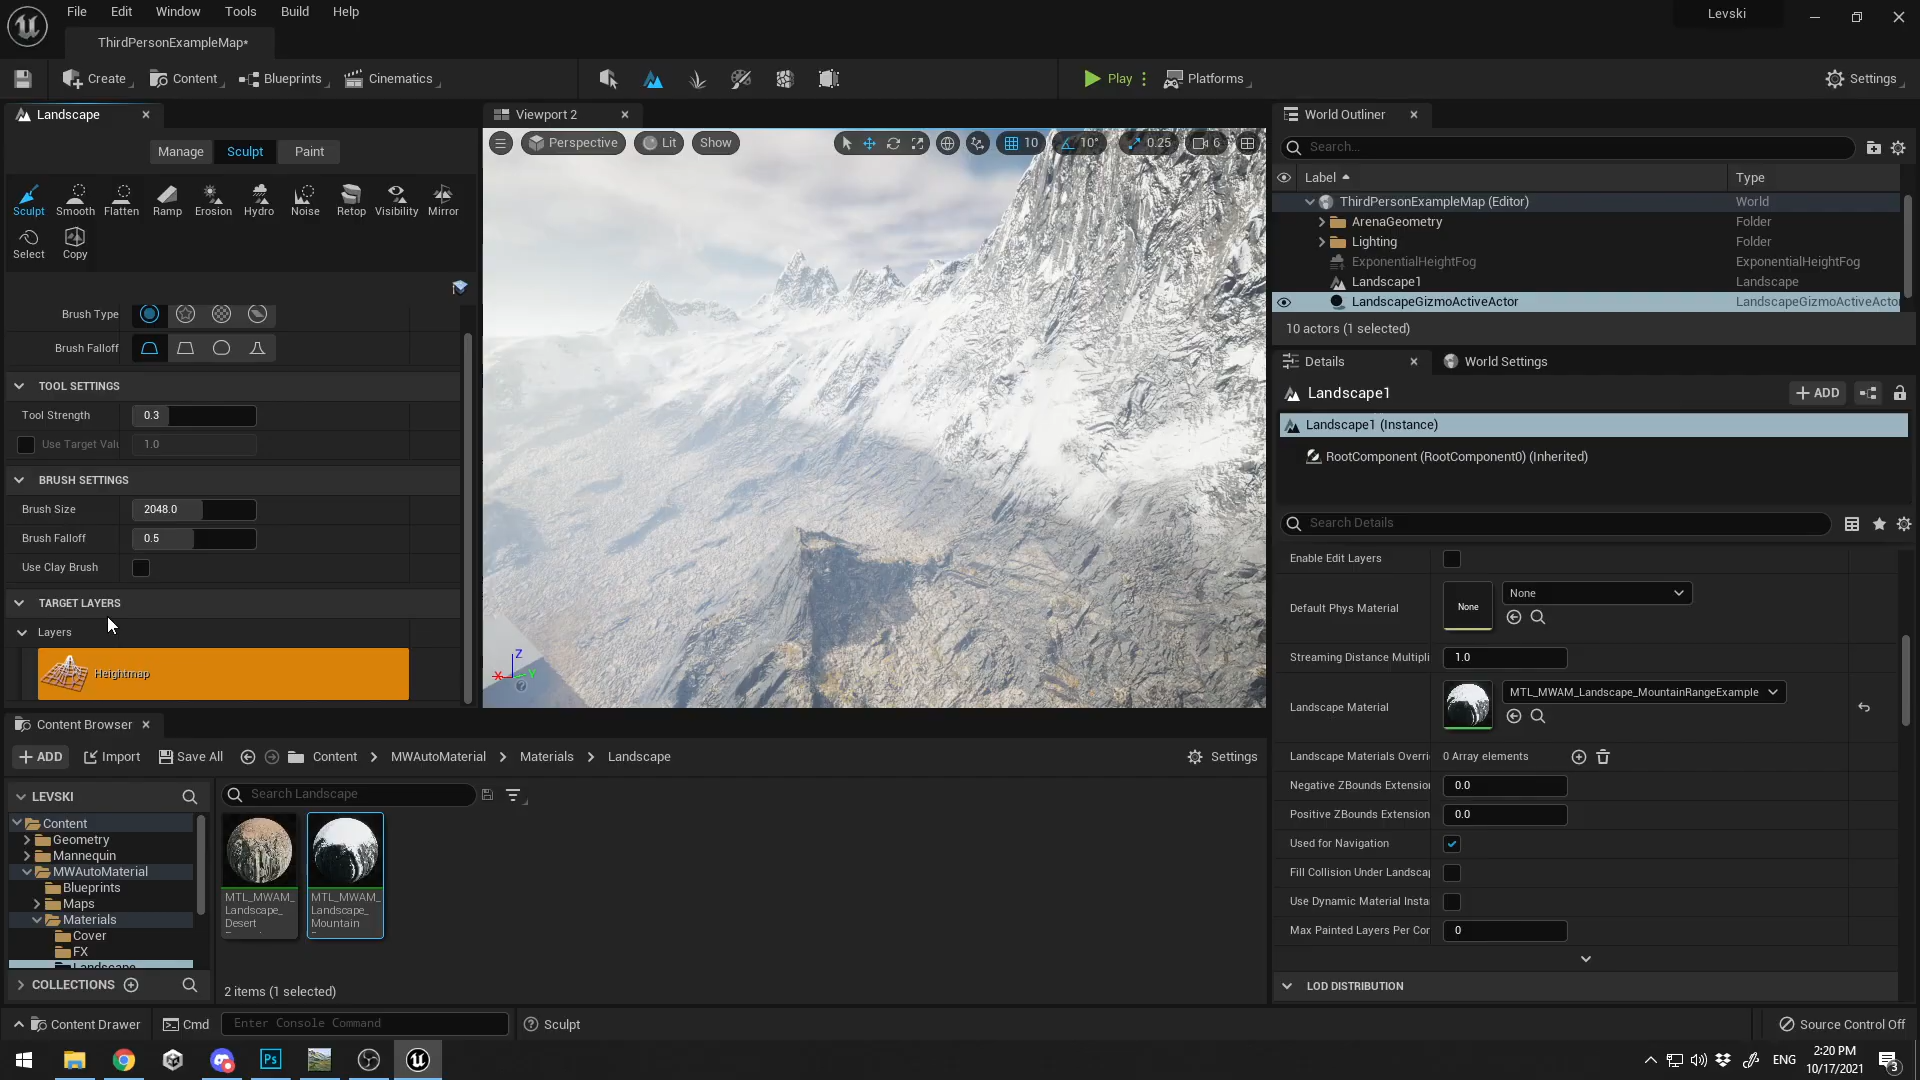 File Edit Window Tools Build Help
Levski
ThirdPersonExampleMap*
Create Content Blueprints Cinematics
Play Platforms
Settings
Landscape
Manage Sculpt Paint
Sculpt Smooth Flatten Ramp Erosion Hydro Noise Retop Visibility Mirror
Select Copy
Brush Type
Brush Falloff
TOOL SETTINGS
Tool Strength 0.3
Use Target Valu 1.0
BRUSH SETTINGS
Brush Size 2048.0
Brush Falloff 0.5
Use Clay Brush
TARGET LAYERS
Layers
Heightmap
Viewport 2
Perspective Lit Show 10 10° 0.25 6
Z
X Y
World Outliner
Search...
Label Type
ThirdPersonExampleMap (Editor) World
ArenaGeometry Folder
Lighting Folder
ExponentialHeightFog ExponentialHeightFog
Landscape1 Landscape
LandscapeGizmoActiveActor LandscapeGizmoActiveActo
10 actors (1 selected)
Details World Settings
Landscape1 ADD
Landscape1 (Instance)
RootComponent (RootComponent0) (Inherited)
Search Details
Enable Edit Layers
Default Phys Material None None
Streaming Distance Multipli 1.0
Landscape Material MTL_MWAM_Landscape_MountainRangeExample
Landscape Materials Overri 0 Array elements
Negative ZBounds Extension 0.0
Positive ZBounds Extension 0.0
Used for Navigation
Fill Collision Under Landscap
Use Dynamic Material Insta
Max Painted Layers Per Cor 0
LOD DISTRIBUTION
Content Browser
ADD Import Save All Content MWAutoMaterial Materials Landscape Settings
LEVSKI
Content
Geometry
Mannequin
MWAutoMaterial
Blueprints
Maps
Materials
Cover
FX
Landscape
COLLECTIONS
Search Landscape
MTL_MWAM_
Landscape_
Desert
MTL_MWAM_
Landscape_
Mountain
2 items (1 selected)
Content Drawer Cmd Enter Console Command Sculpt Source Control Off
Ps
ENG
2:20 PM
10/17/2021
3